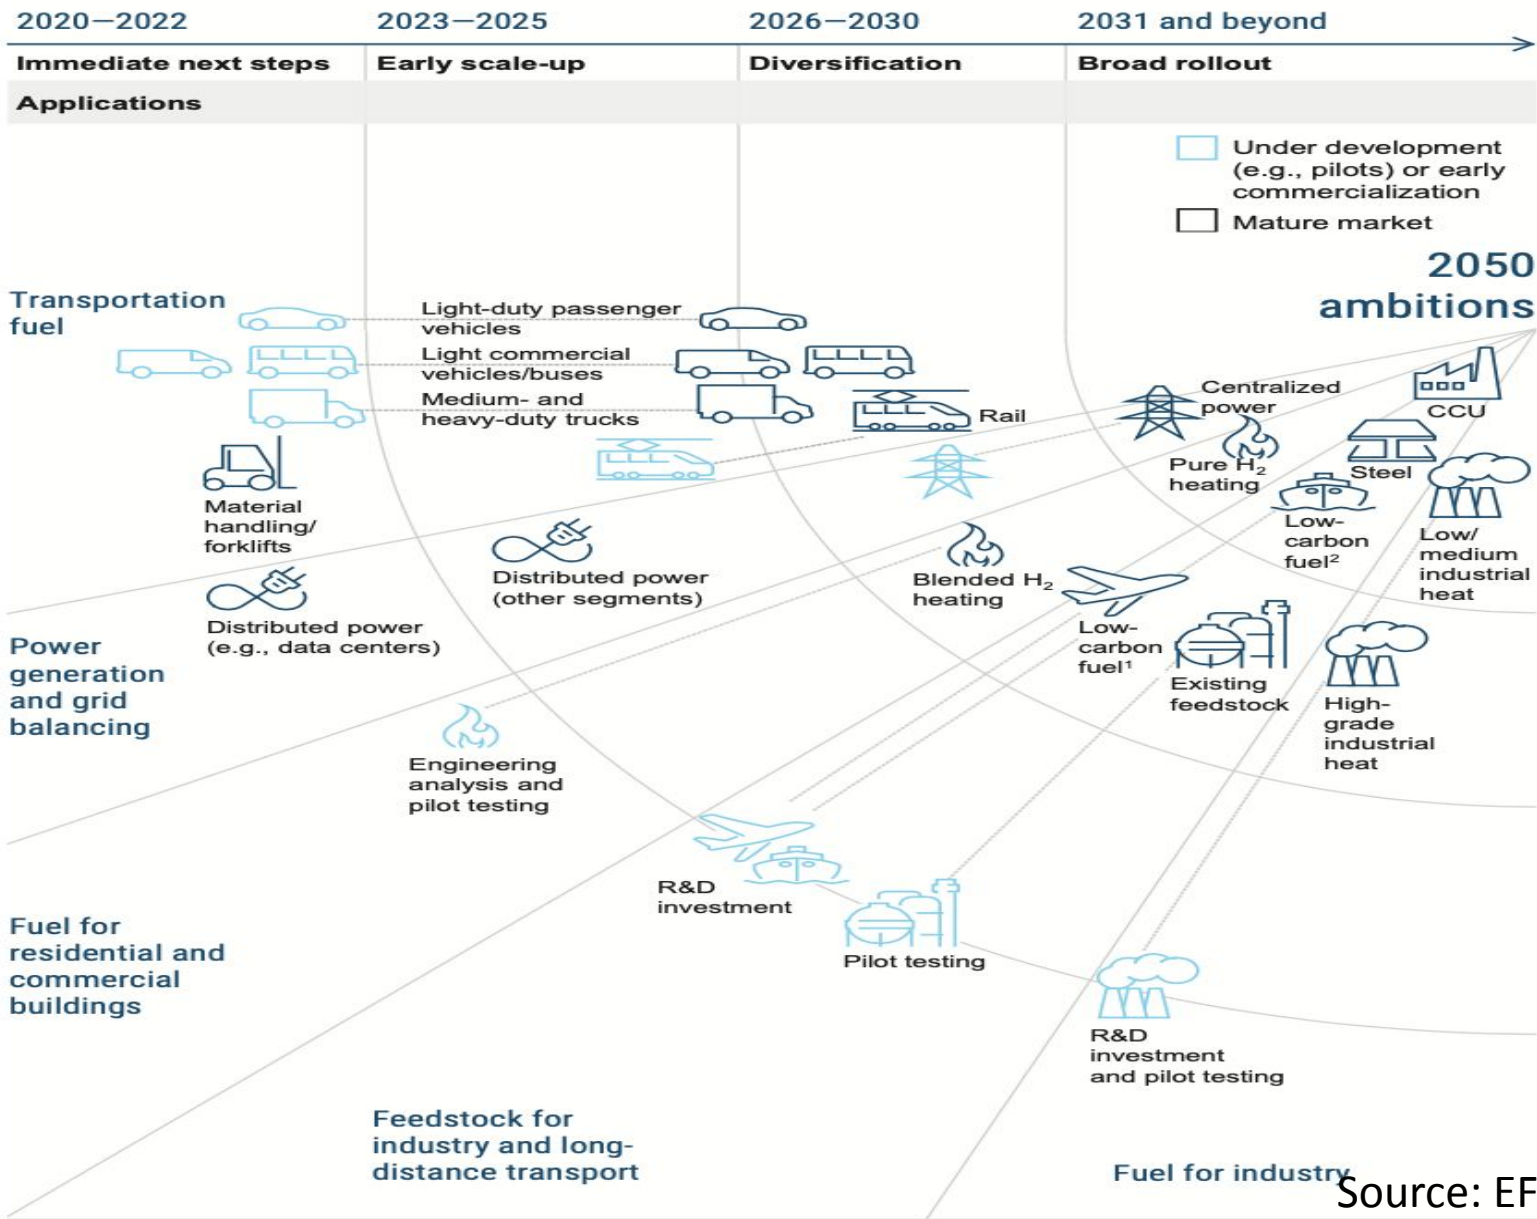 2020—2022
2023—2025
2026—2030
2031 and beyond
Immediate next steps
Early scale-up
Diversification
Broad rollout
Applications
Under development
(e.g., pilots) or early
commercialization
Mature market
2050
ambitions
Transportation
fuel
Light-duty passenger
vehicles
Light commercial
vehicles/buses
Medium- and
heavy-duty trucks
Rail
Centralized
power
CCU
Pure H₂
heating
Steel
Material
handling/
forklifts
Low-
carbon
fuel²
Low/
medium
industrial
heat
Distributed power
(other segments)
Blended H₂
heating
Distributed power
(e.g., data centers)
Low-
carbon
fuel¹
Existing
feedstock
High-
grade
industrial
heat
Power
generation
and grid
balancing
Engineering
analysis and
pilot testing
R&D
investment
Pilot testing
Fuel for
residential and
commercial
buildings
R&D
investment
and pilot testing
Feedstock for
industry and long-
distance transport
Fuel for industry
Source: EF